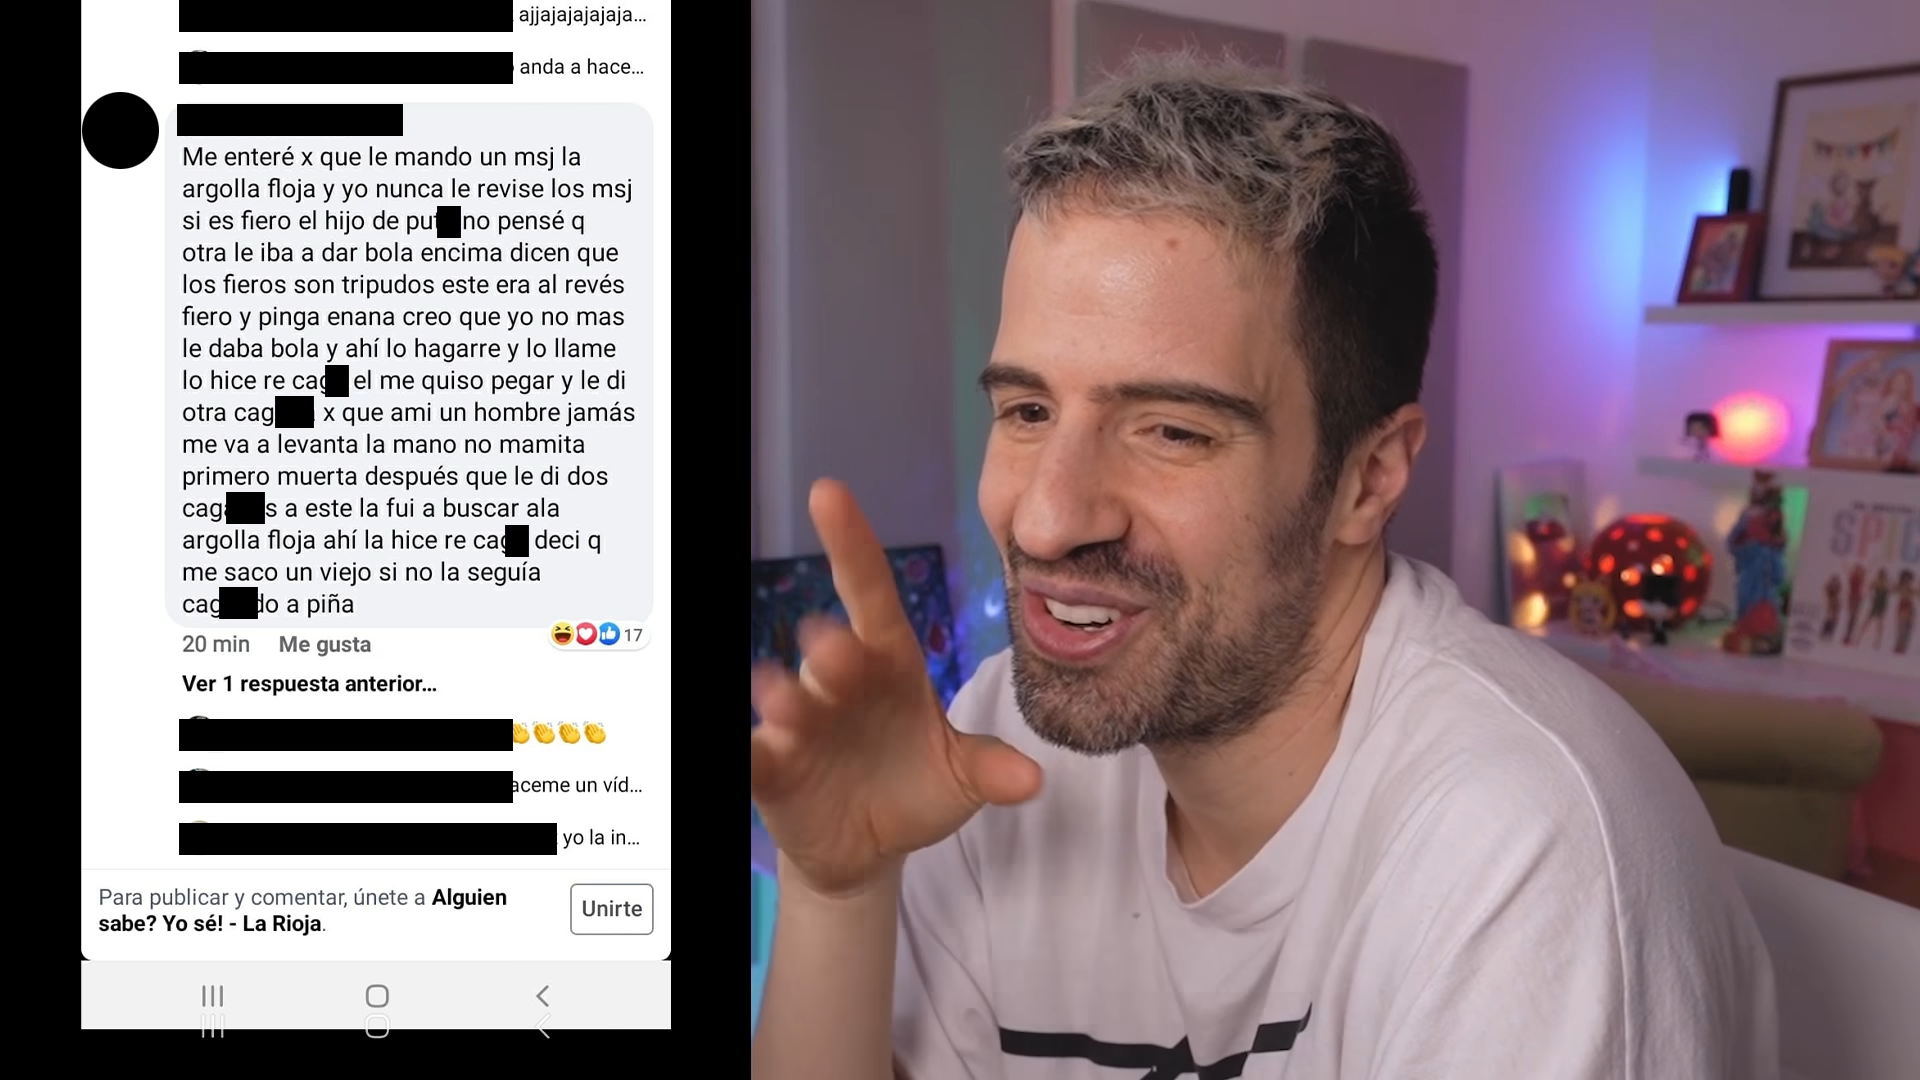 ajjajajajajaja...
anda a hace...
Me enteré x que le mando un msj la
argolla floja y yo nunca le revise los msj
si es fiero el hijo de pu no pensé q
otra le iba a dar bola encima dicen que
los fieros son tripudos este era al revés
fiero y pinga enana creo que yo no mas
le daba bola y ahí lo hagarre y lo llame
lo hice re cag el me quiso pegar y le di
otra cag x que ami un hombre jamás
me va a levanta la mano no mamita
primero muerta después que le di dos
cag s a este la fui a buscar ala
argolla floja ahí la hice re cag deci q
me saco un viejo si no la seguía
cag do a piña
20 min Me gusta
17
Ver 1 respuesta anterior...
👏👏👏👏
aceme un víd...
yo la in...
Para publicar y comentar, únete a Alguien
sabe? Yo sé! - La Rioja.
Unirte
SPIC